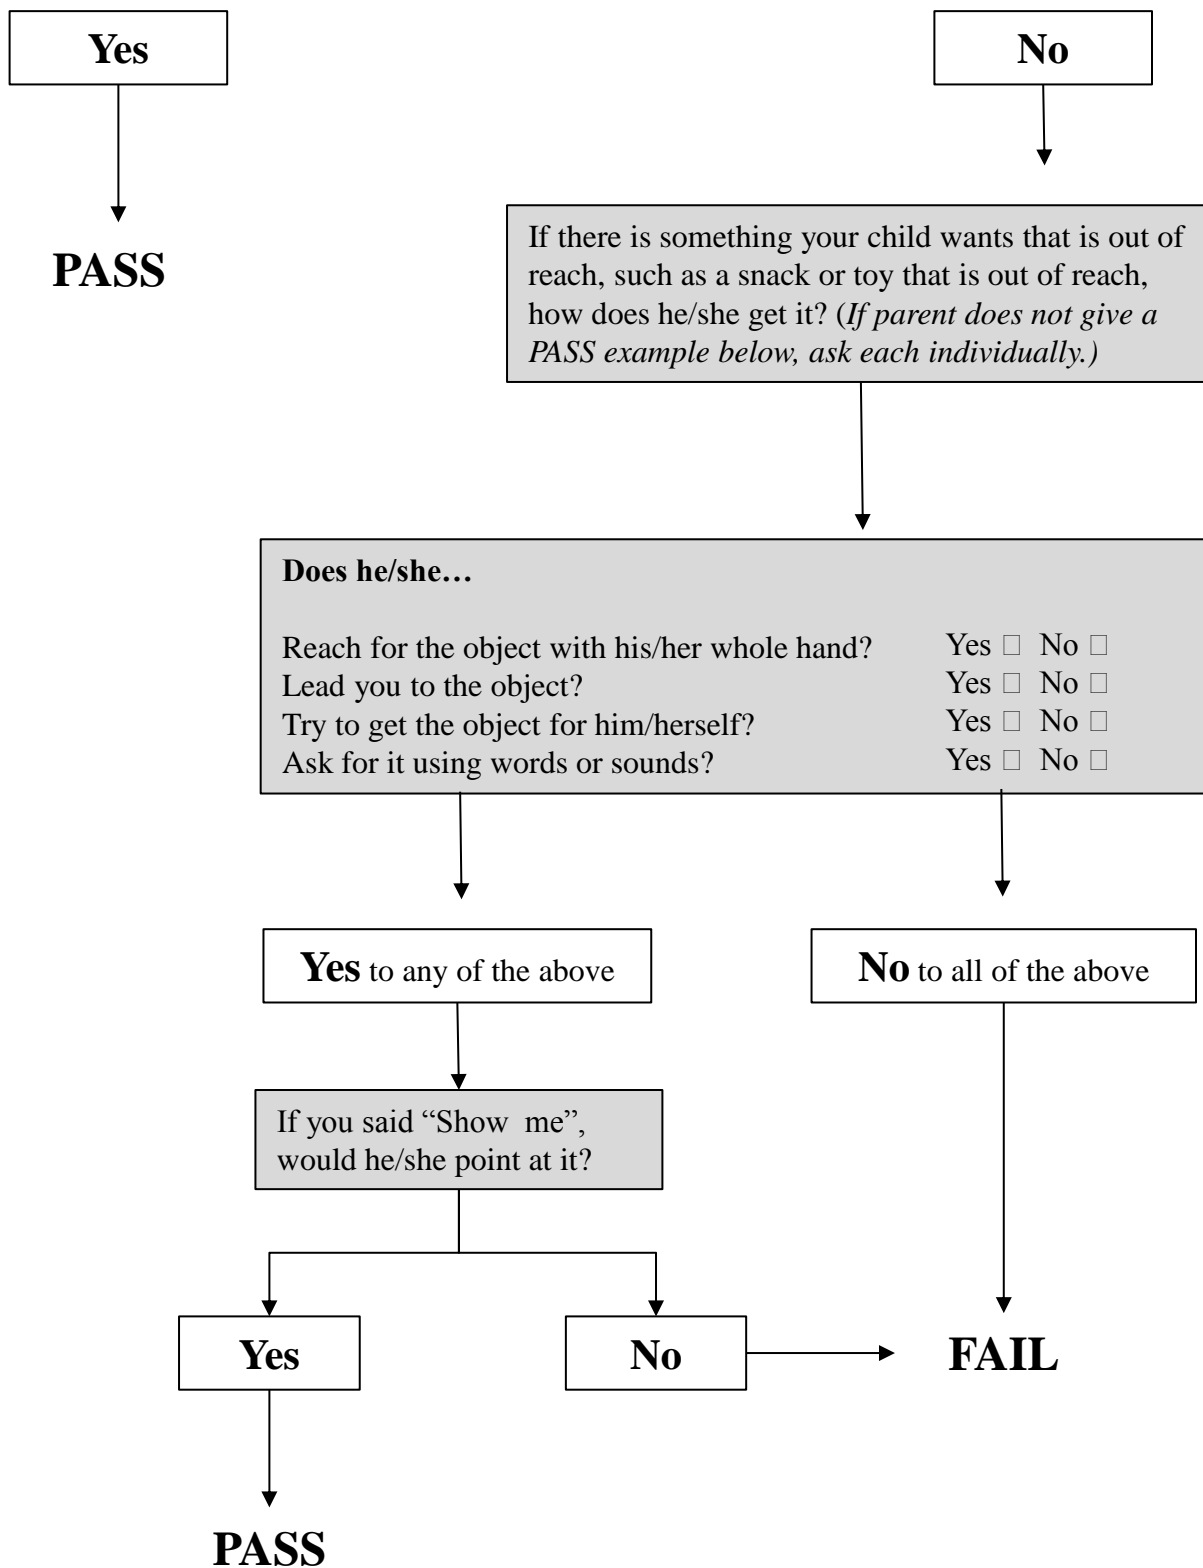 Yes
No
PASS
If there is something your child wants that is out of
reach, such as a snack or toy that is out of reach,
how does he/she get it? (If parent does not give a
PASS example below, ask each individually.)
Does he/she…
Reach for the object with his/her whole hand? Yes □ No □
Lead you to the object? Yes □ No □
Try to get the object for him/herself? Yes □ No □
Ask for it using words or sounds? Yes □ No □
Yes to any of the above
No to all of the above
If you said “Show me”,
would he/she point at it?
Yes
No
FAIL
PASS